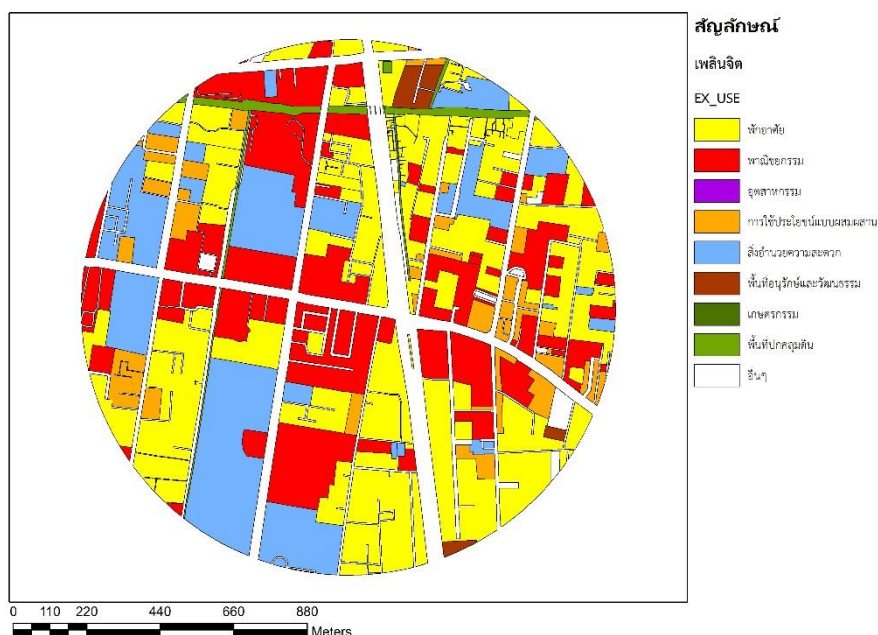 สัญลักษณ์
เพลินจิต
EX_USE
พักอาศัย
พาณิชยกรรม
อุตสาหกรรม
การใช้ประโยชน์แบบผสมผสาน
สิ่งอำนวยความสะดวก
พื้นที่อนุรักษ์และวัฒนธรรม
เกษตรกรรม
พื้นที่ปกคลุมดิน
อื่นๆ
0 110 220 440 660 880
Meters